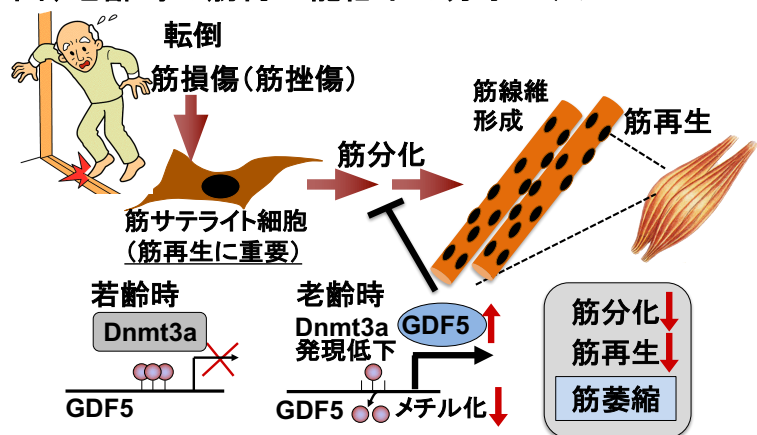 転倒
筋損傷(筋挫傷)
筋線維
形成
筋再生
筋分化
筋サテライト細胞
(筋再生に重要)
若齢時
Dnmt3a
GDF5
老齢時
Dnmt3a
発現低下
GDF5
GDF5
メチル化
筋分化
筋再生
筋萎縮